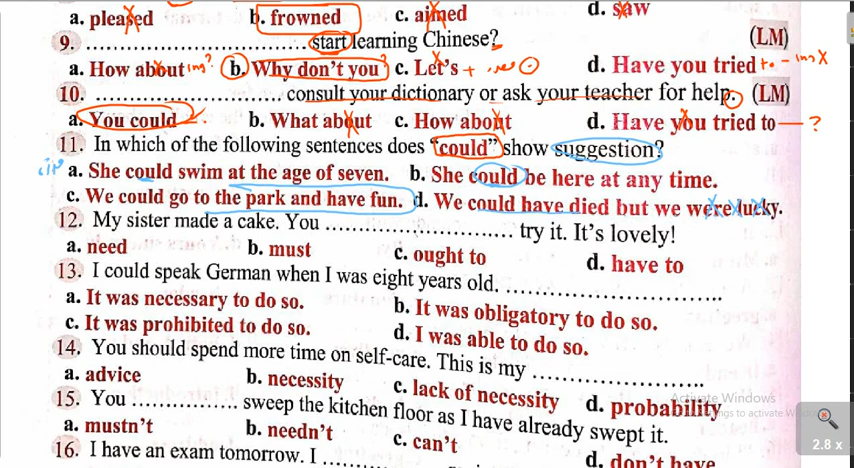 a. pleased b. frowned c. aimed d. saw
9. .............................. start learning Chinese? (LM)
a. How about b. Why don't you c. Let's d. Have you tried
10. .............................. consult your dictionary or ask your teacher for help. (LM)
a. You could b. What about c. How about d. Have you tried to
11. In which of the following sentences does "could" show suggestion?
a. She could swim at the age of seven. b. She could be here at any time.
c. We could go to the park and have fun. d. We could have died but we were lucky.
12. My sister made a cake. You .............................. try it. It's lovely!
a. need b. must c. ought to d. have to
13. I could speak German when I was eight years old. ..............................
a. It was necessary to do so. b. It was obligatory to do so.
c. It was prohibited to do so. d. I was able to do so.
14. You should spend more time on self-care. This is my ..............................
a. advice b. necessity c. lack of necessity d. probability
Activate Windows
15. You .................. sweep the kitchen floor as I have already swept it.
a. mustn't b. needn't c. can't d. don't have
16. I have an exam tomorrow. I
2.8 x